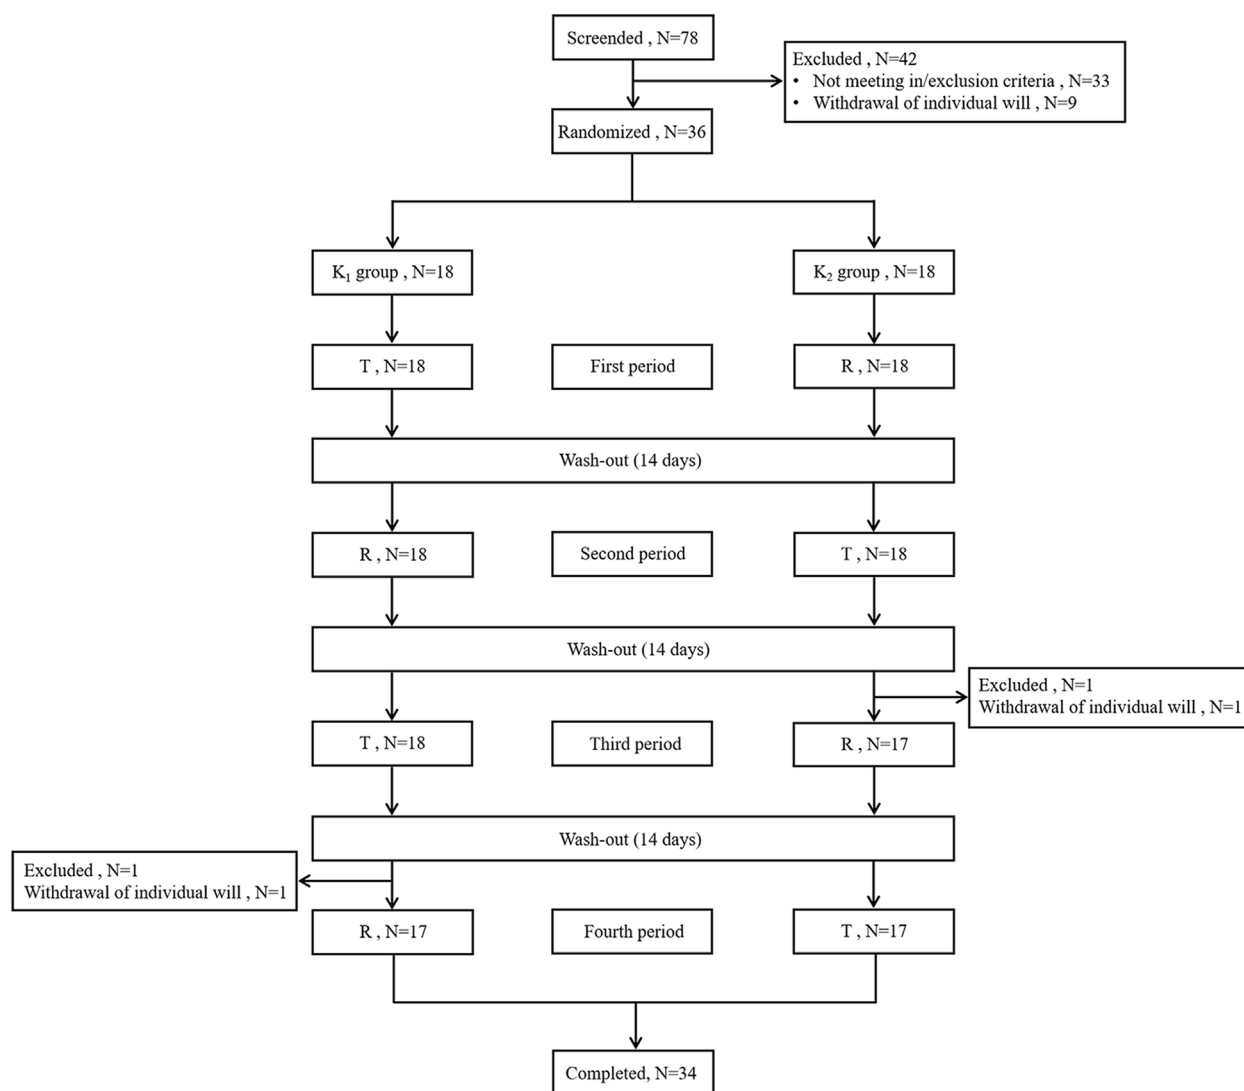 Screended , N=78
Excluded , N=42
• Not meeting in/exclusion criteria , N=33
• Withdrawal of individual will , N=9
Randomized , N=36
K₁ group , N=18
K₂ group , N=18
T , N=18
First period
R , N=18
Wash-out (14 days)
R , N=18
Second period
T , N=18
Wash-out (14 days)
Excluded , N=1
Withdrawal of individual will , N=1
T , N=18
Third period
R , N=17
Wash-out (14 days)
Excluded , N=1
Withdrawal of individual will , N=1
R , N=17
Fourth period
T , N=17
Completed, N=34